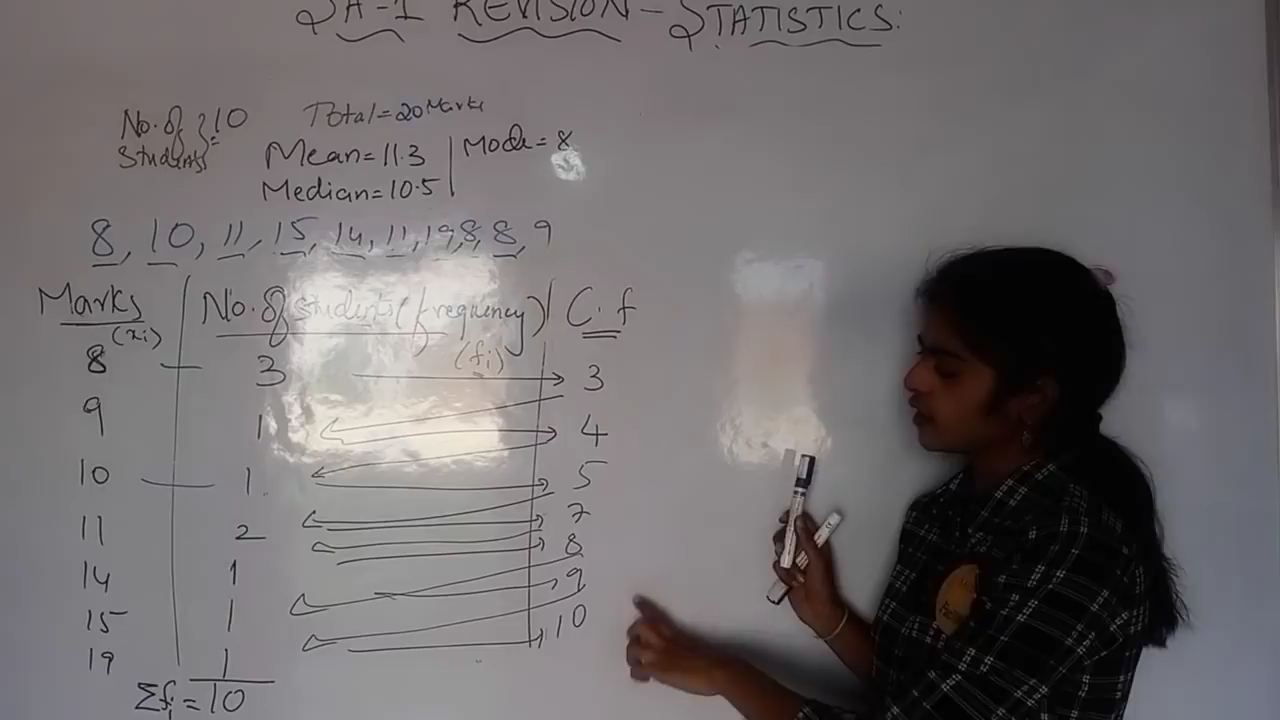 SA-1 REVISION - STATISTICS:
No. of } 10
Students
Total = 20 Marks
Mean = 11.3
Median = 10.5
Mode = 8
8, 10, 11, 15, 14, 11, 19, 8, 8, 9
Marks (xi) | No. of students (frequency) (fi) | C.f
8 3 3
9 1 4
10 1 5
11 2 7
14 1 8
15 1 9
19 1 10
Σfi = 10